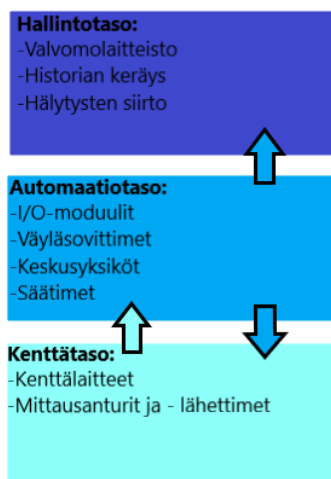 Hallintotaso:
-Valvomolaitteisto
-Historian keräys
-Hälytysten siirto
Automaatiotaso:
-I/O-moduulit
-Väyläsovittimet
-Keskusyksiköt
-Säätimet
Kenttätaso:
-Kenttälaitteet
-Mittausanturit ja - lähettimet